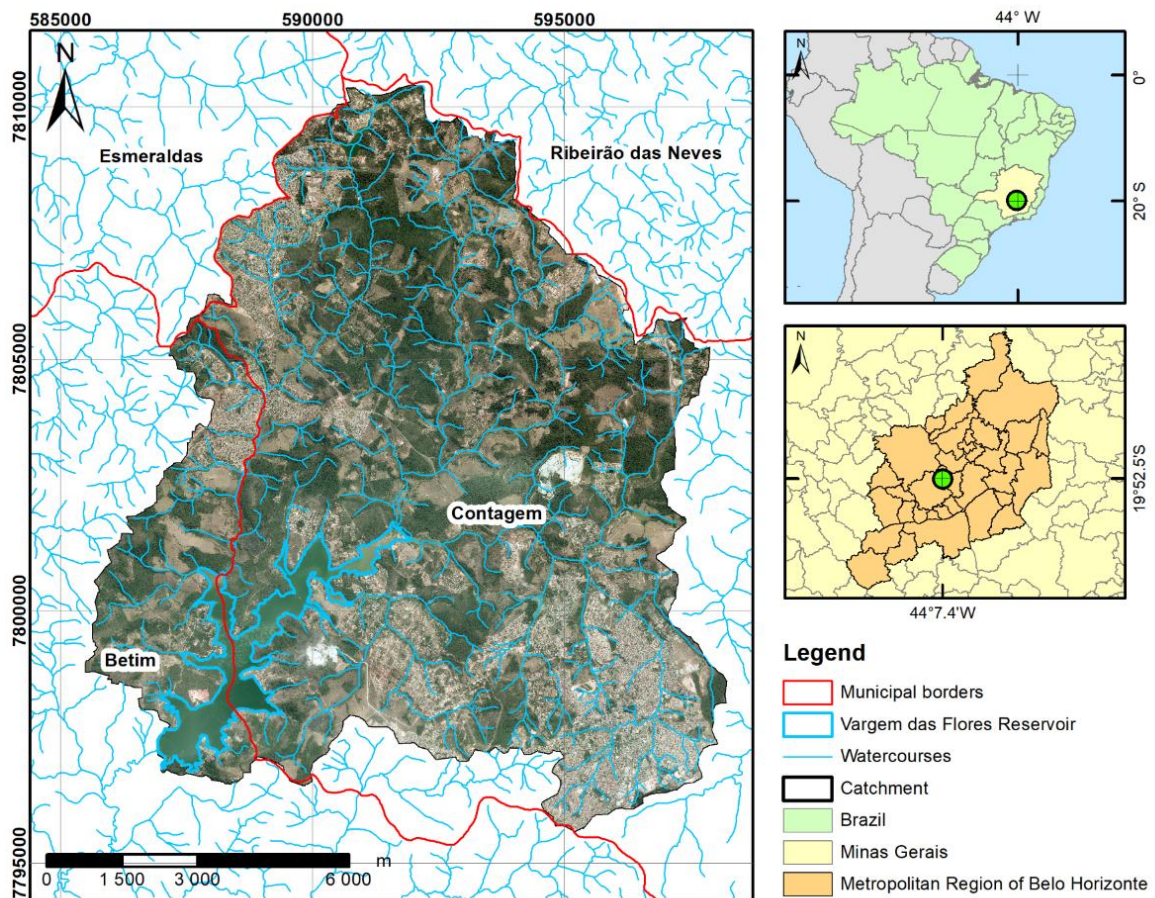 585000
590000
595000
N
7810000
7805000
7800000
7795000
Esmeraldas
Ribeirão das Neves
Contagem
Betim
0
1 500
3 000
6 000
m
44° W
N
0°
20° S
N
19°52.5'S
44°7.4'W
Legend
Municipal borders
Vargem das Flores Reservoir
Watercourses
Catchment
Brazil
Minas Gerais
Metropolitan Region of Belo Horizonte